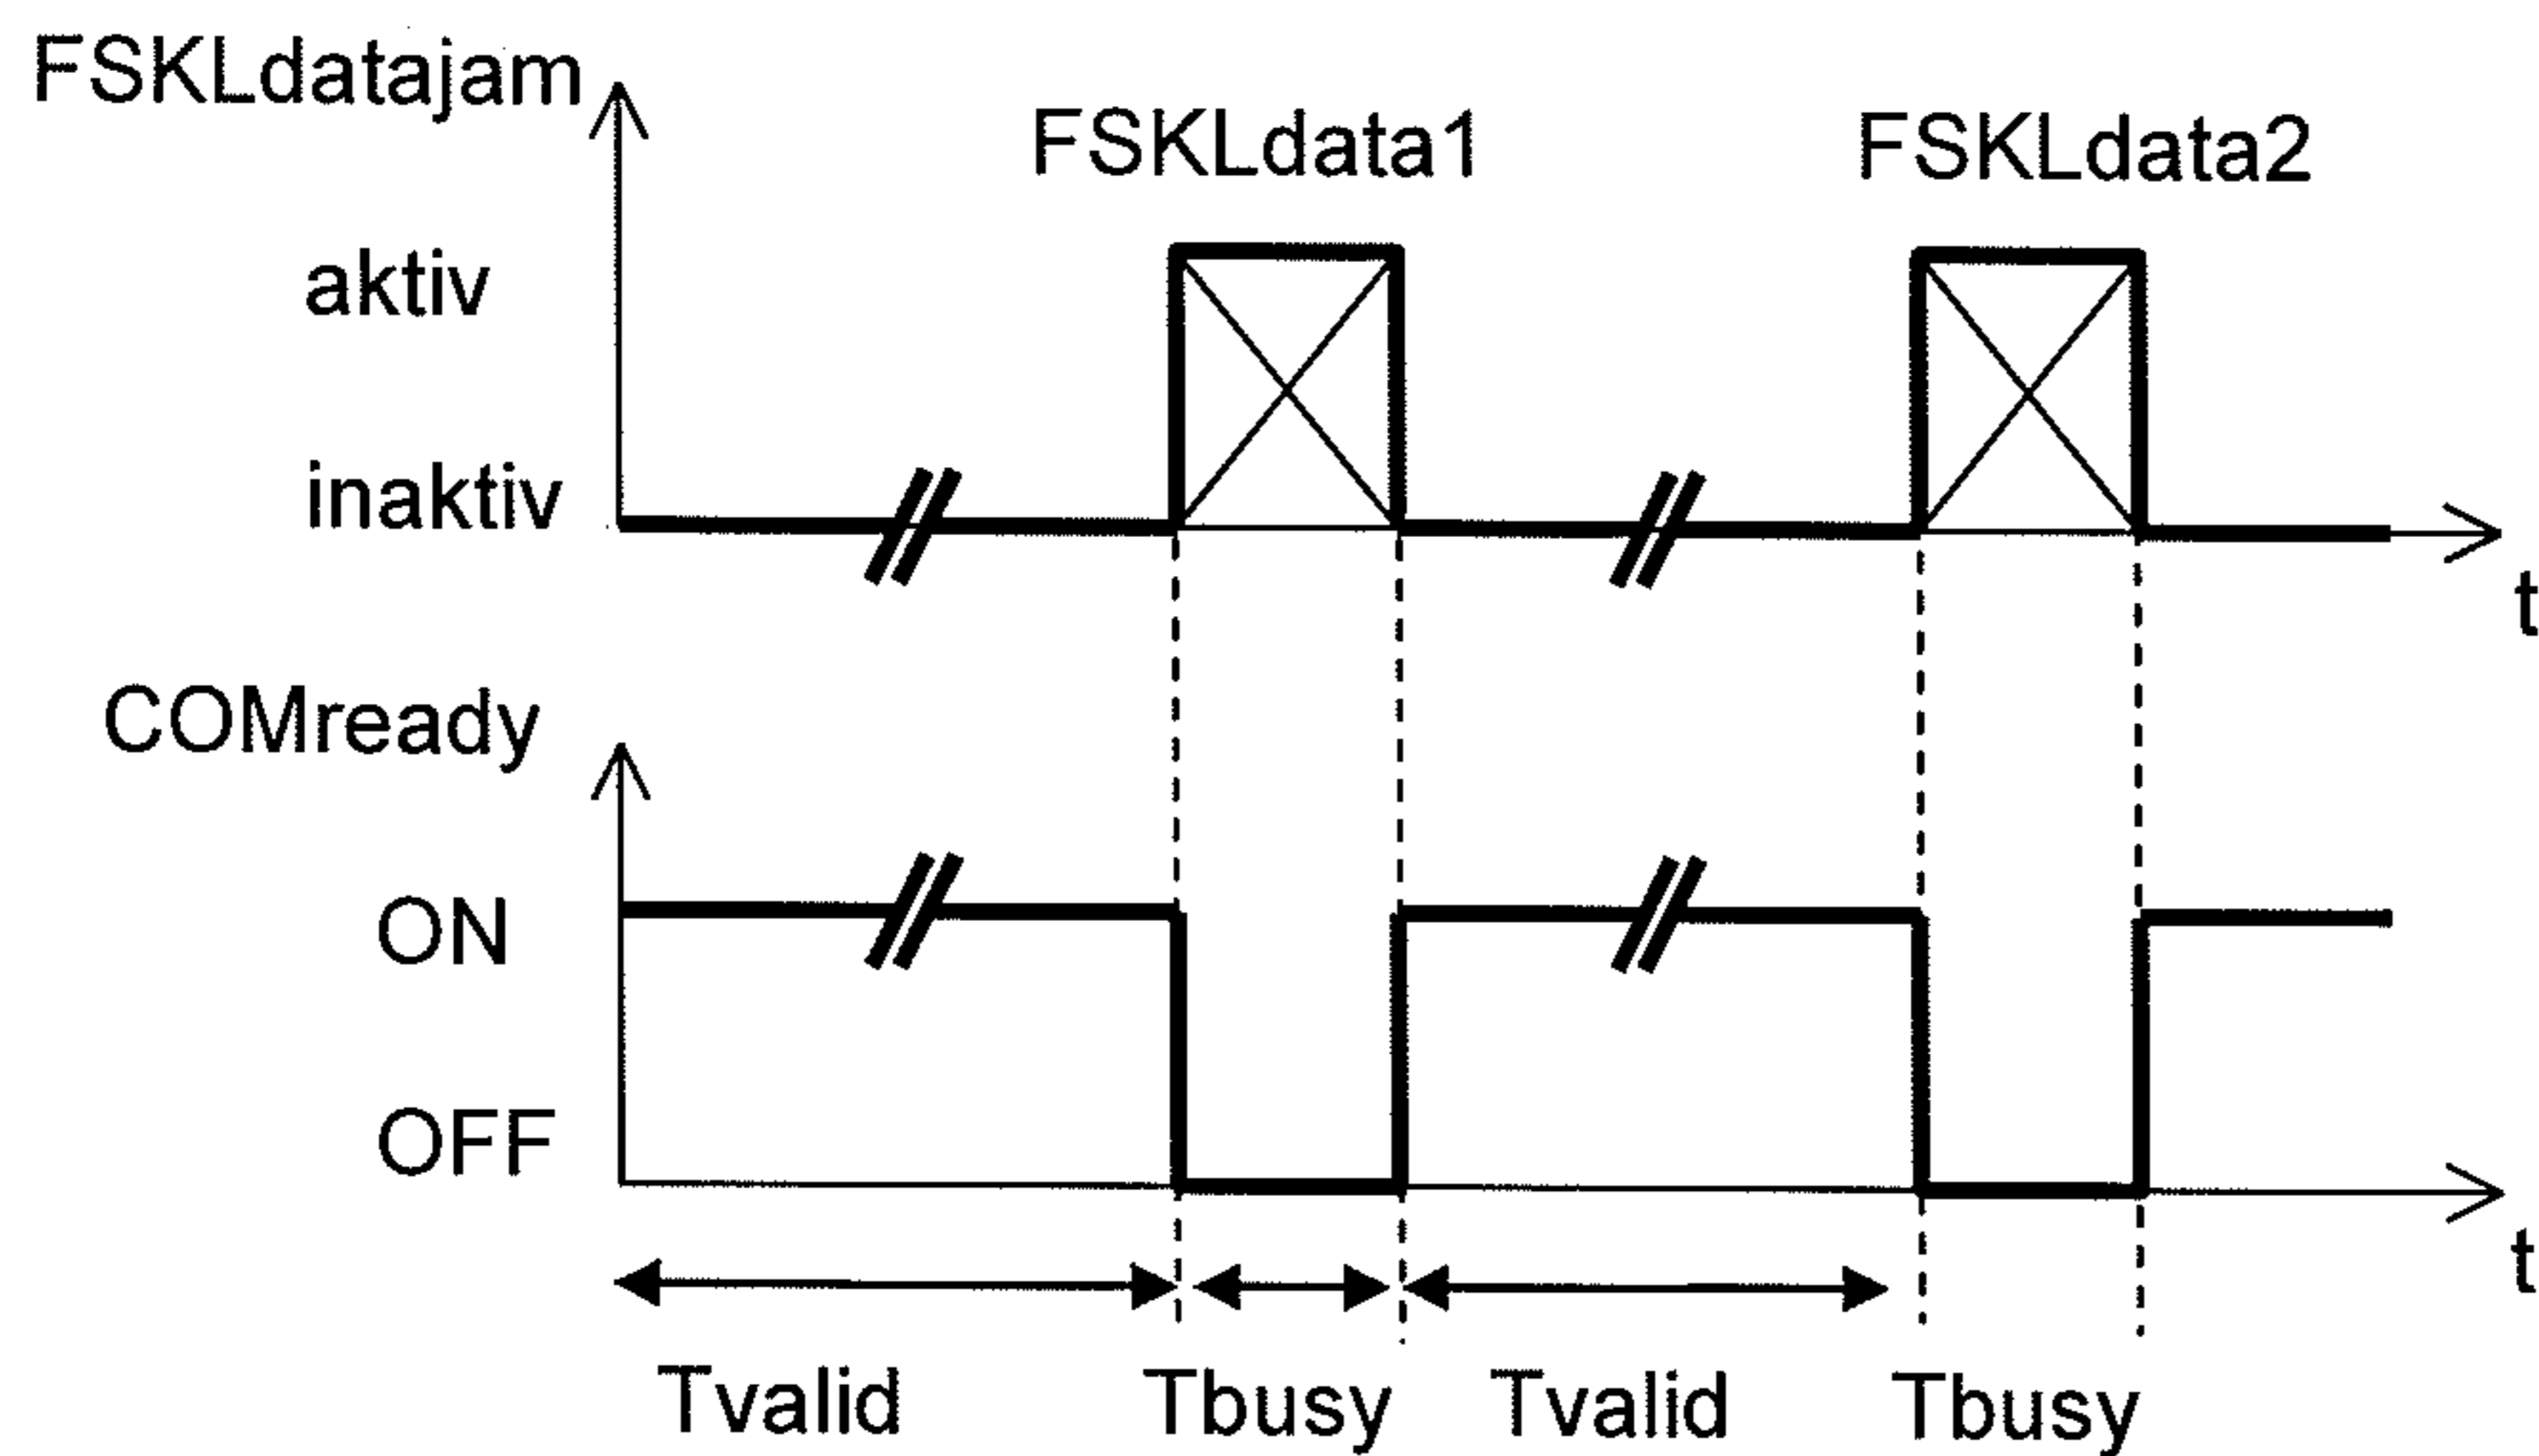 FSKLdatajam
FSKLdata1
FSKLdata2
aktiv
inaktiv
t
COMready
ON
OFF
t
Tvalid Tbusy Tvalid Tbusy